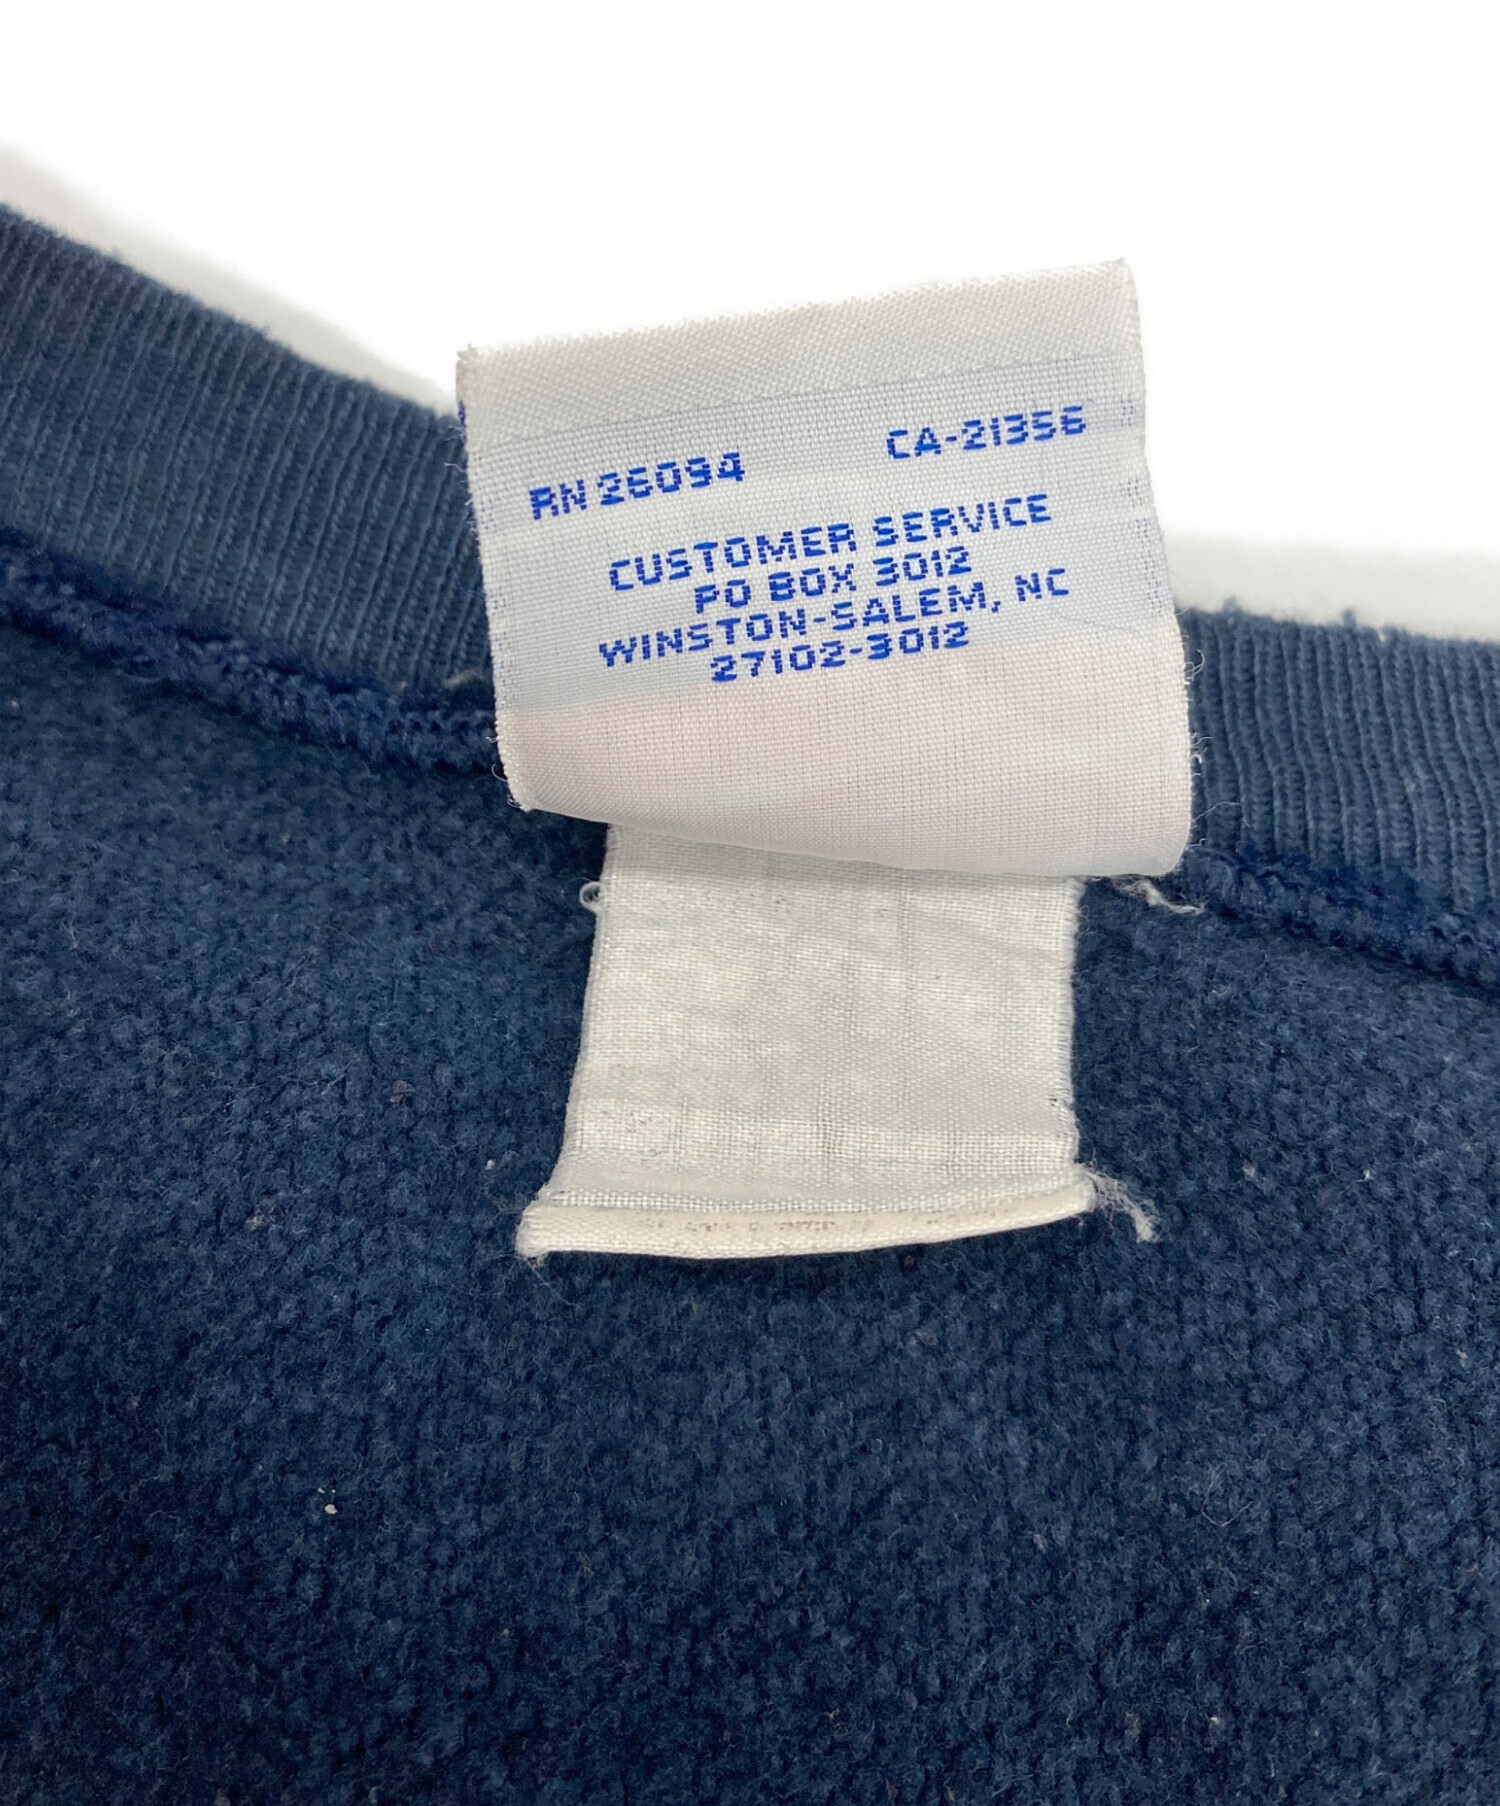 RN 26094 CA-21356
CUSTOMER SERVICE
PO BOX 3012
WINSTON-SALEM, NC
27102-3012